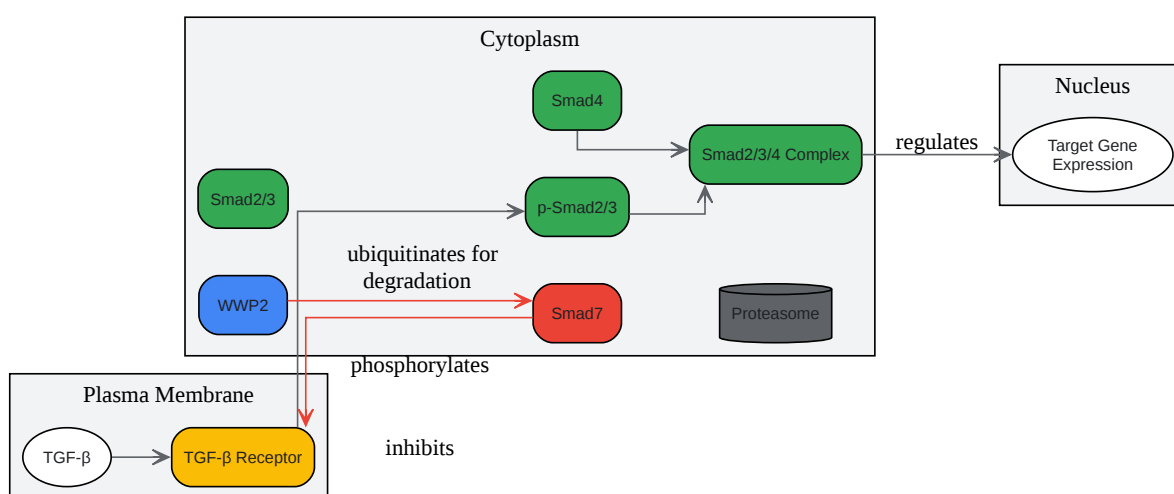 Cytoplasm
Smad4
Nucleus
Smad2/3/4 Complex
regulates
Target Gene
Expression
Smad2/3
p-Smad2/3
ubiquitinates for
degradation
WWP2
Smad7
Proteasome
phosphorylates
Plasma Membrane
TGF-β
TGF-β Receptor
inhibits